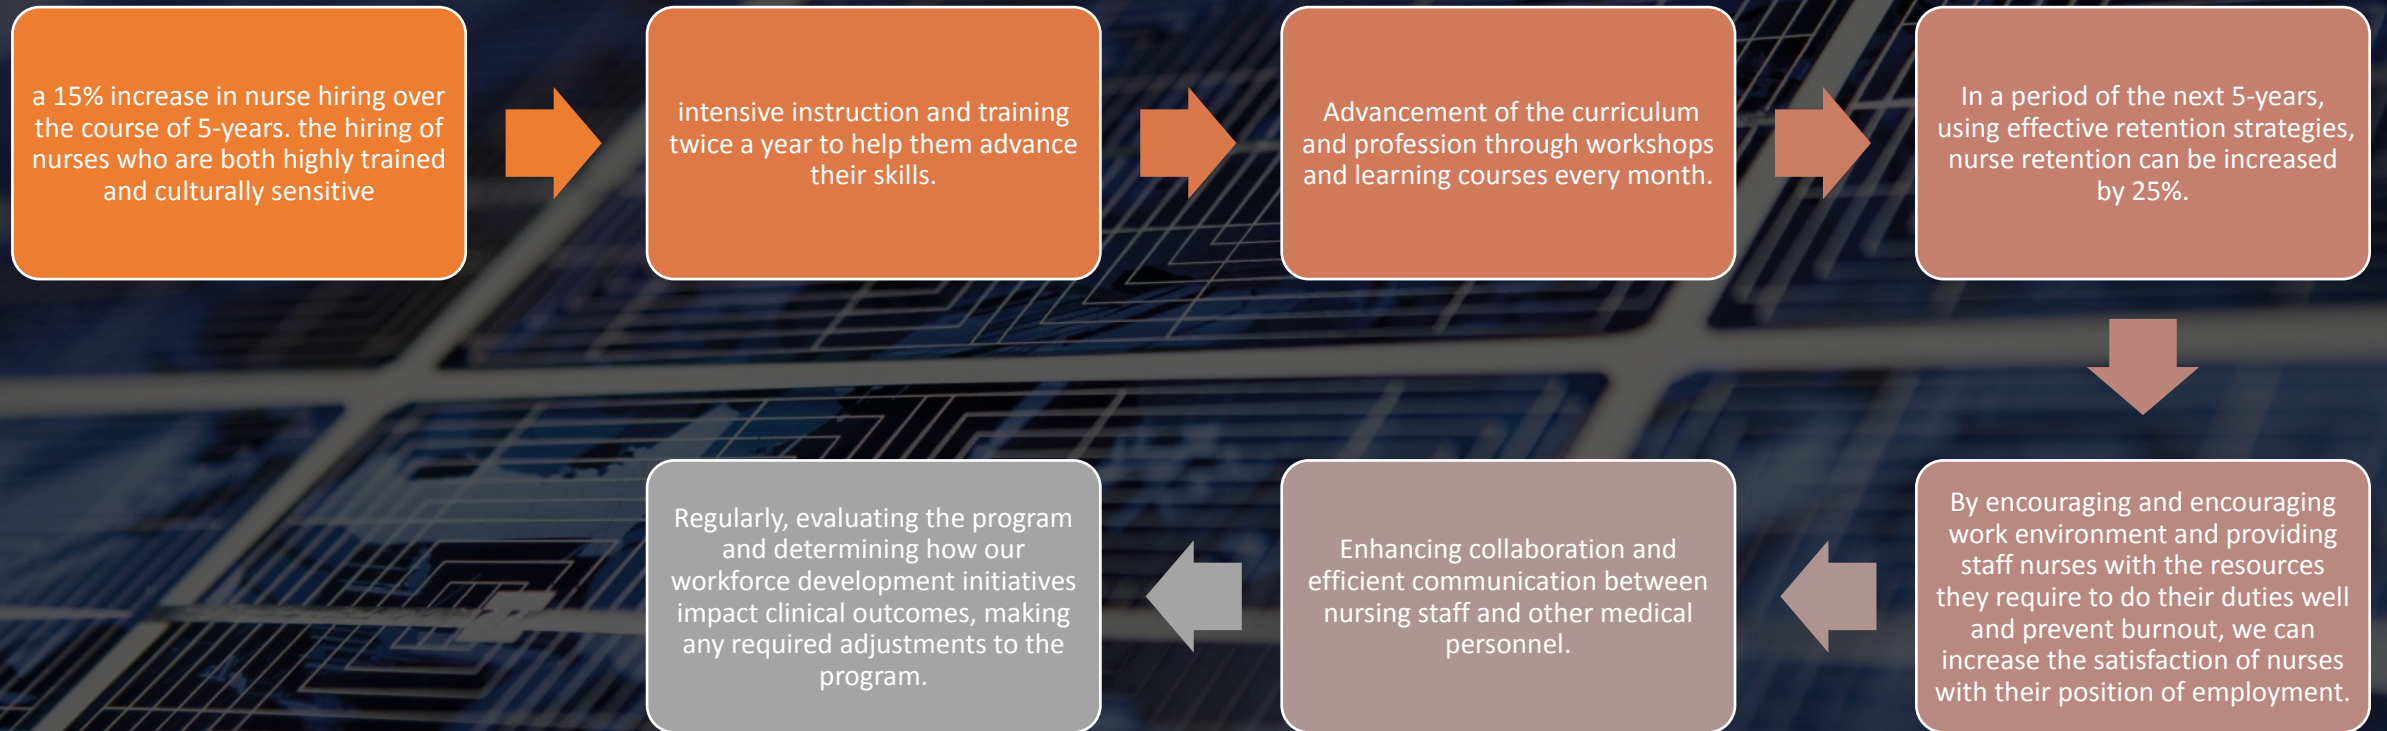 a 15% increase in nurse hiring over
the course of 5-years. the hiring of
nurses who are both highly trained
and culturally sensitive
intensive instruction and training
twice a year to help them advance
their skills.
Advancement of the curriculum
and profession through workshops
and learning courses every month.
In a period of the next 5-years,
using effective retention strategies,
nurse retention can be increased
by 25%.
By encouraging and encouraging
work environment and providing
staff nurses with the resources
they require to do their duties well
and prevent burnout, we can
increase the satisfaction of nurses
with their position of employment.
Enhancing collaboration and
efficient communication between
nursing staff and other medical
personnel.
Regularly, evaluating the program
and determining how our
workforce development initiatives
impact clinical outcomes, making
any required adjustments to the
program.